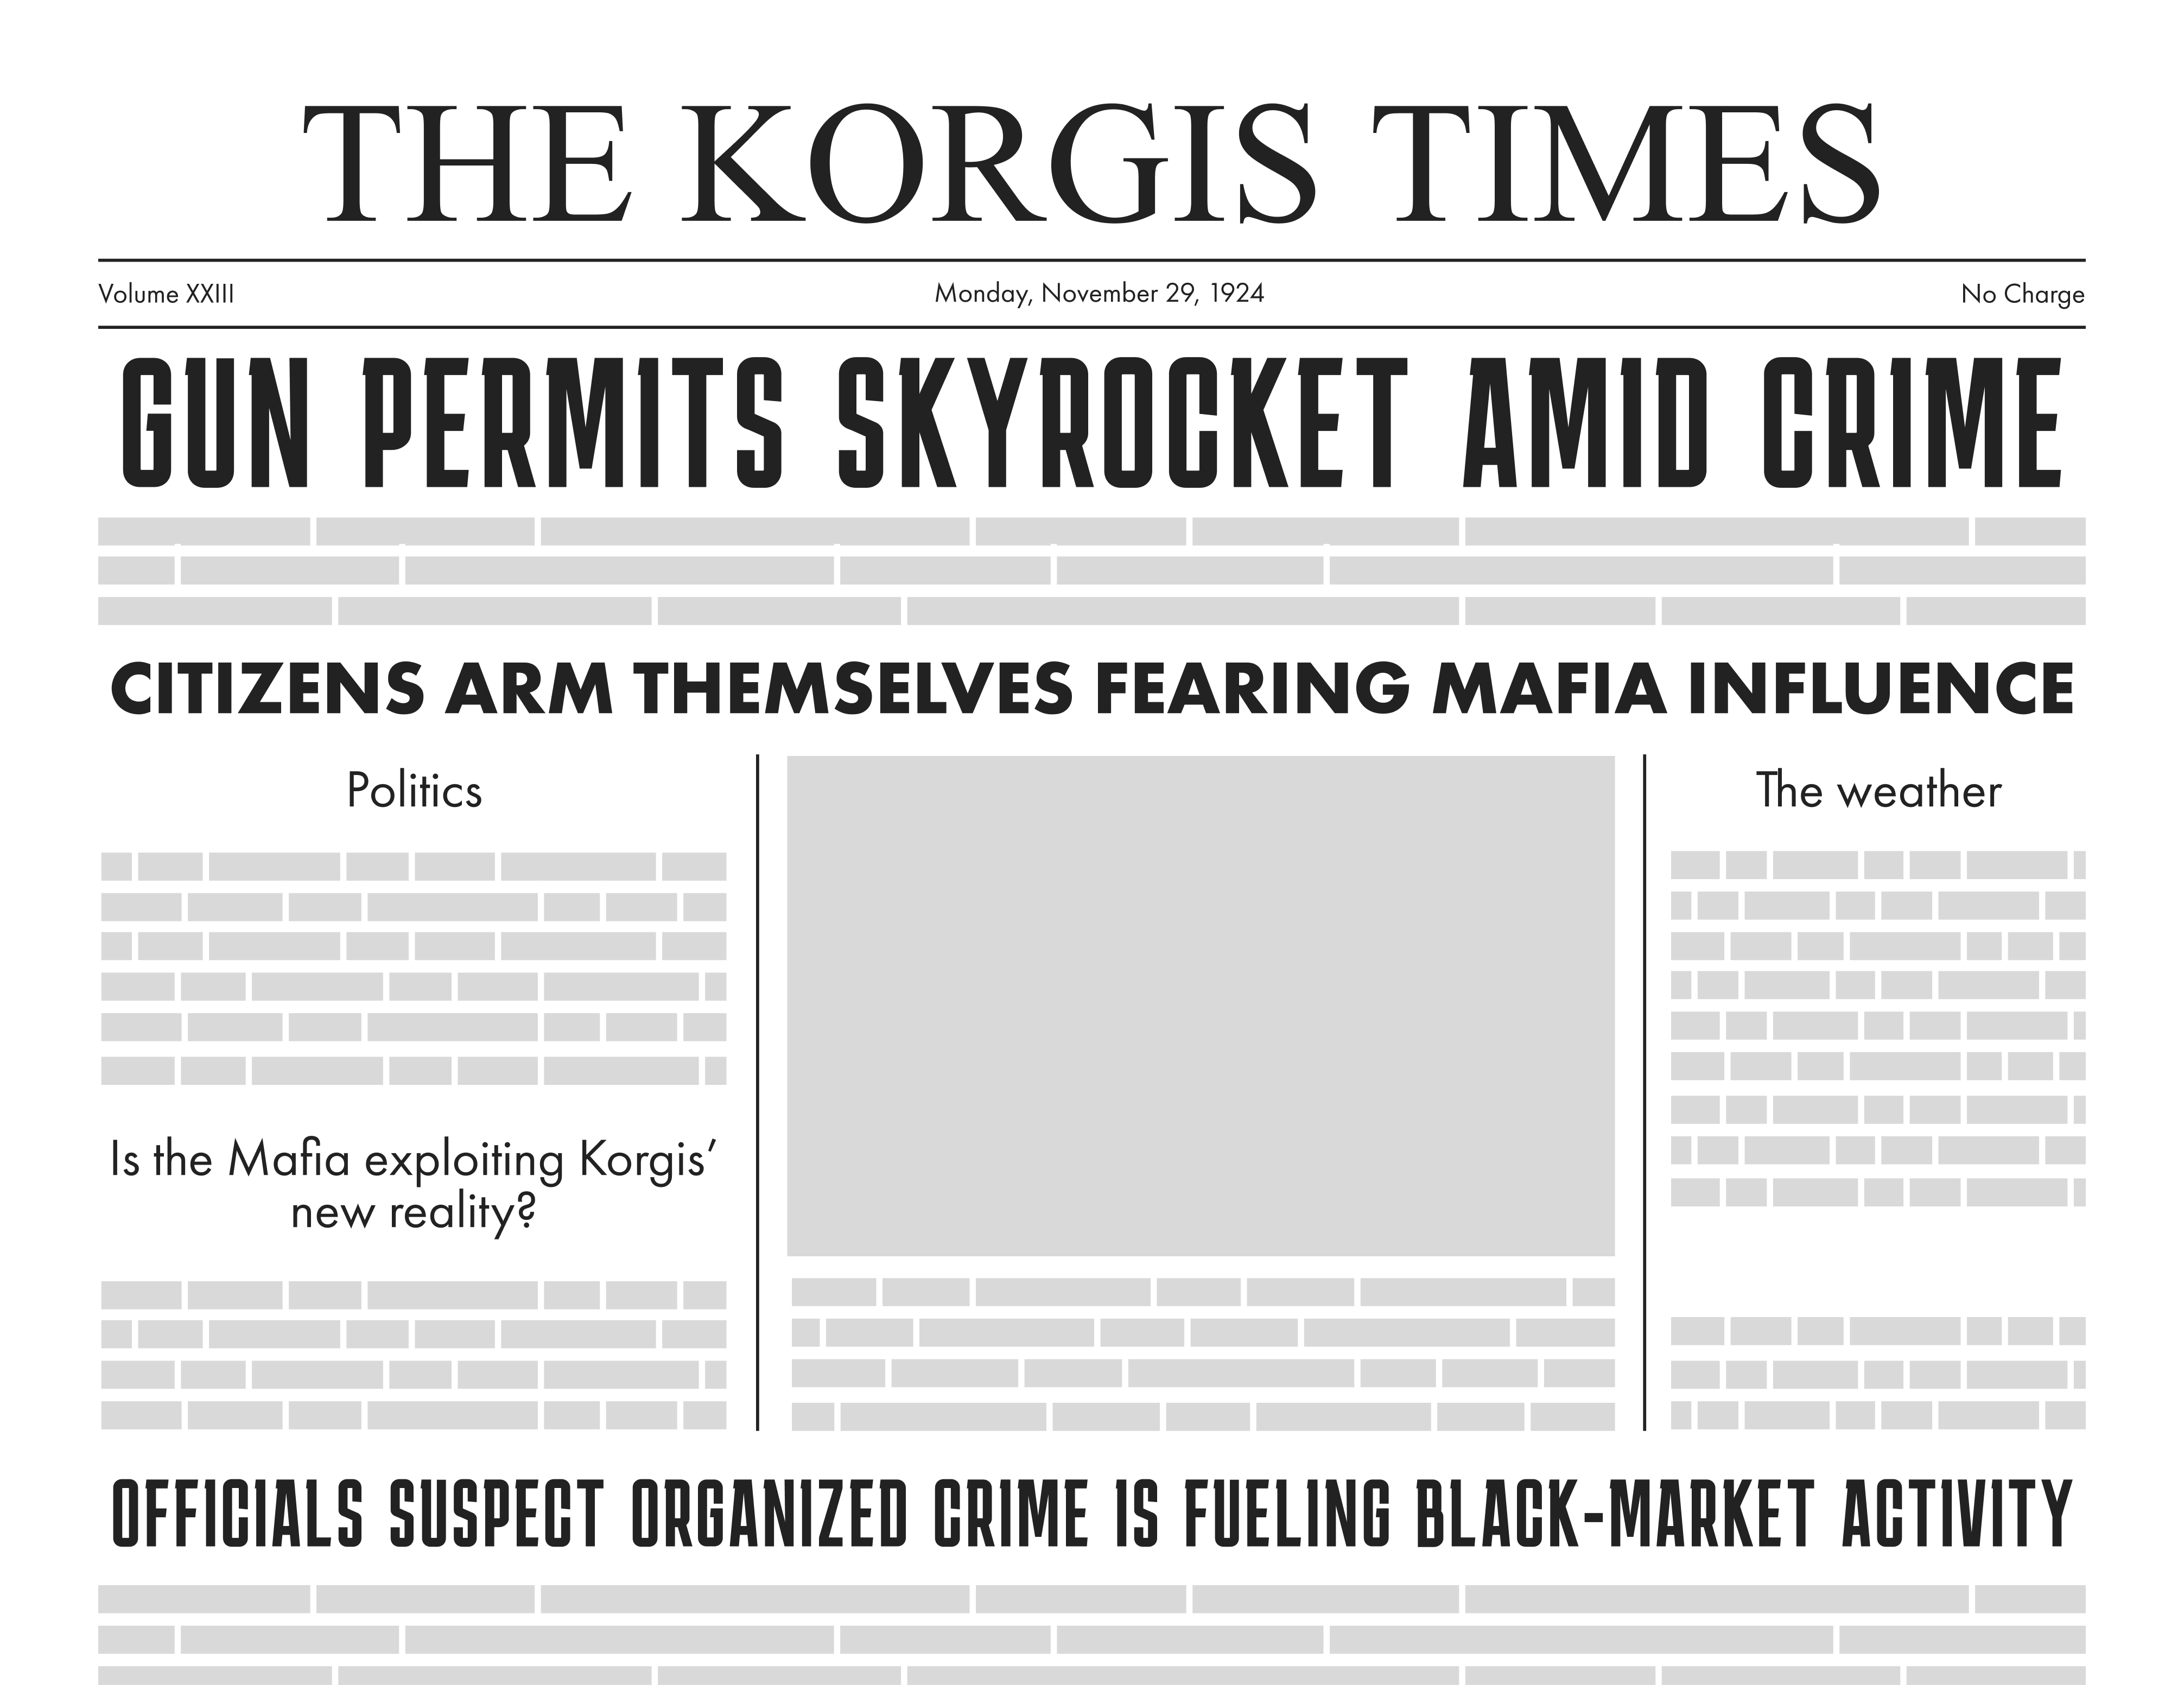 THE KORGIS TIMES
Volume XXIII
Monday, November 29, 1924
No Charge
GUN PERMITS SKYROCKET AMID CRIME
CITIZENS ARM THEMSELVES FEARING MAFIA INFLUENCE
Politics
Is the Mafia exploiting Korgis’
new reality?
The weather
OFFICIALS SUSPECT ORGANIZED CRIME IS FUELING BLACK-MARKET ACTIVITY